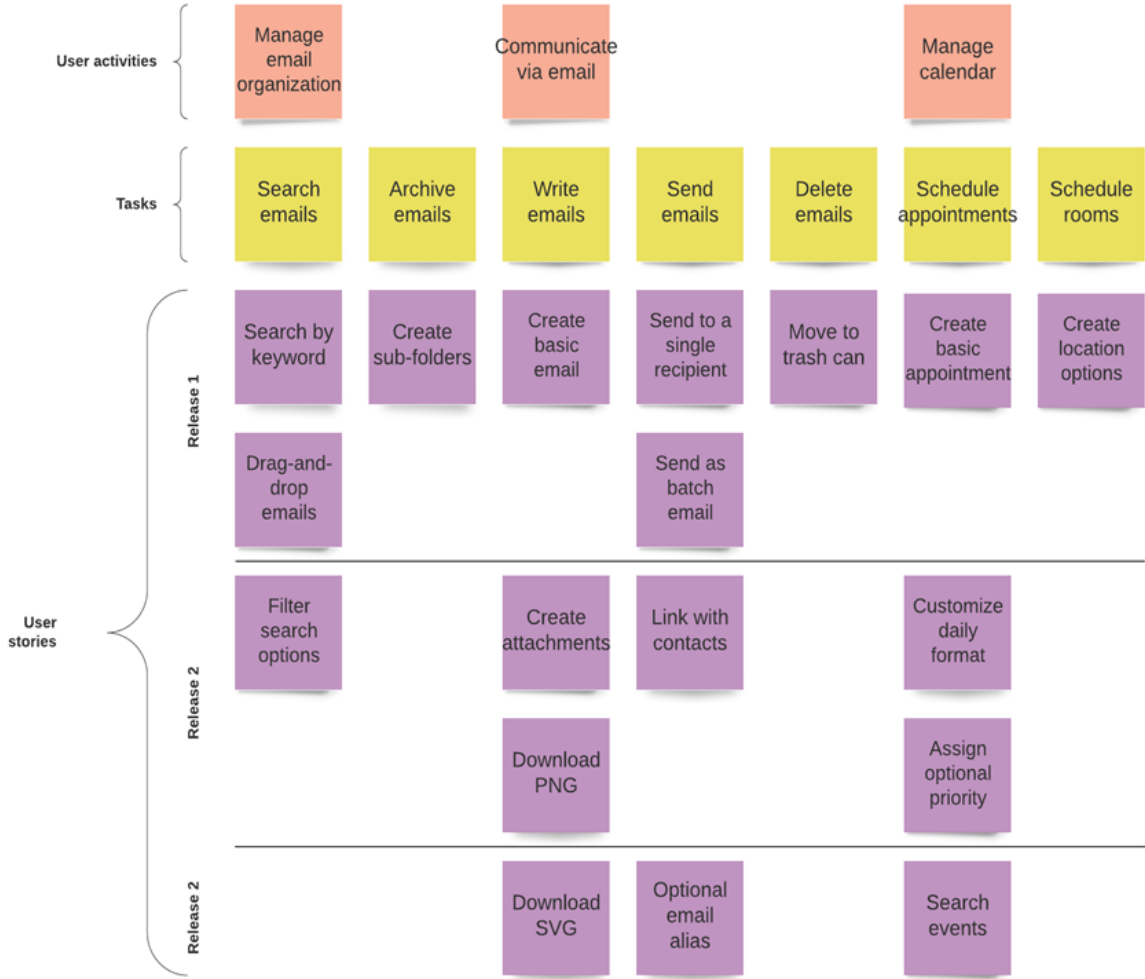 User activities
Manage
email
organization
Communicate
via email
Manage
calendar
Tasks
Search
emails
Archive
emails
Write
emails
Send
emails
Delete
emails
Schedule
appointments
Schedule
rooms
User
stories
Release 1
Search by
keyword
Create
sub-folders
Create
basic
email
Send to a
single
recipient
Move to
trash can
Create
basic
appointment
Create
location
options
Drag-and-
drop
emails
Send as
batch
email
Release 2
Filter
search
options
Create
attachments
Link with
contacts
Customize
daily
format
Download
PNG
Assign
optional
priority
Release 2
Download
SVG
Optional
email
alias
Search
events